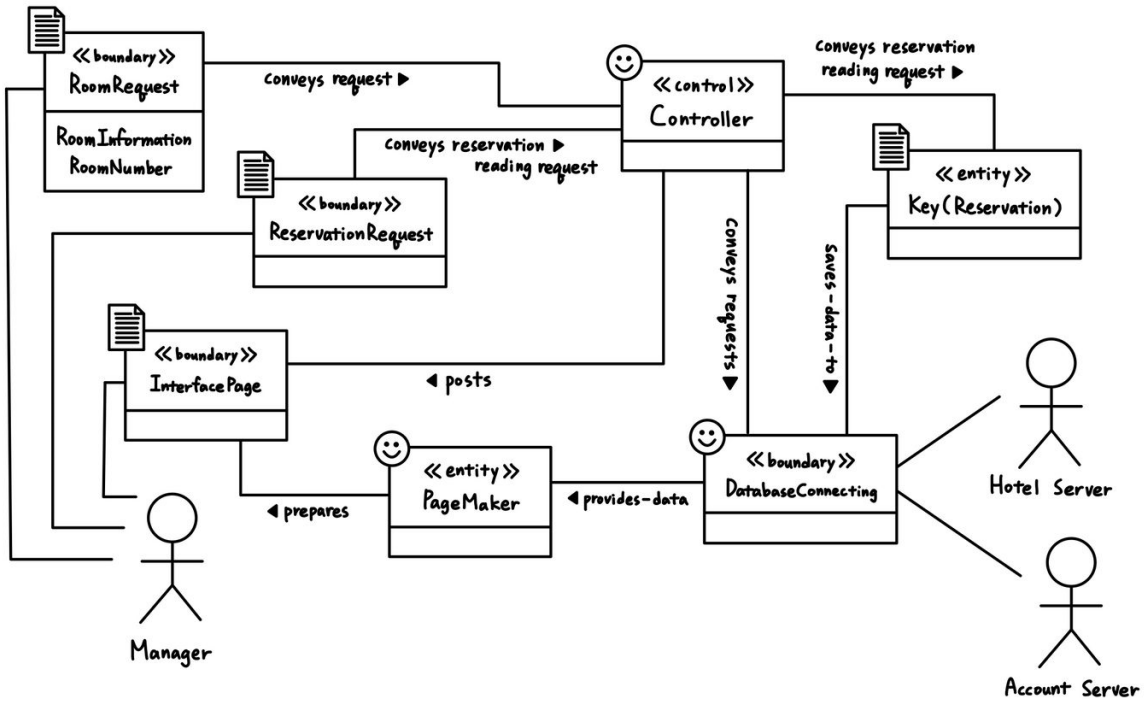 <<boundary>>
RoomRequest
RoomInformation
RoomNumber
Conveys request ▶
<<control>>
Controller
Conveys reservation
reading request ▶
Conveys reservation ▶
reading request
<<boundary>>
ReservationRequest
<<entity>>
Key(Reservation)
Conveys requests ▶
Saves-data-to ▶
<<boundary>>
InterfacePage
◀ posts
<<entity>>
PageMaker
◀ prepares
◀ provides-data
<<boundary>>
DatabaseConnecting
Hotel Server
Manager
Account Server